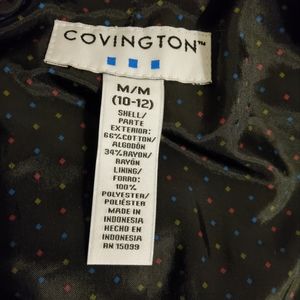 COVINGTON™
M/M
(10-12)
SHELL/
PARTE
EXTERIOR:
66%COTTON/
ALGODÓN
34%RAYON/
RAYÓN
LINING/
FORRO:
100%
POLYESTER/
POLIÉSTER
MADE IN
INDONESIA
HECHO EN
INDONESIA
RN 15099